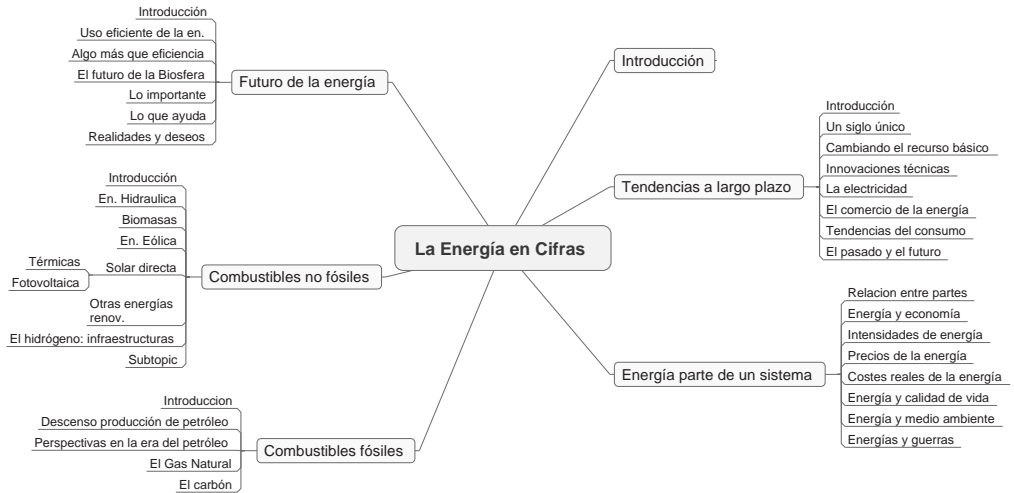 La Energía en Cifras
Introducción
Tendencias a largo plazo
Introducción
Un siglo único
Cambiando el recurso básico
Innovaciones técnicas
La electricidad
El comercio de la energía
Tendencias del consumo
El pasado y el futuro
Energía parte de un sistema
Relacion entre partes
Energía y economía
Intensidades de energía
Precios de la energía
Costes reales de la energía
Energía y calidad de vida
Energía y medio ambiente
Energías y guerras
Combustibles fósiles
Introduccion
Descenso producción de petróleo
Perspectivas en la era del petróleo
El Gas Natural
El carbón
Combustibles no fósiles
Introducción
En. Hidraulica
Biomasas
En. Eólica
Solar directa
Térmicas
Fotovoltaica
Otras energías
renov.
El hidrógeno: infraestructuras
Subtopic
Futuro de la energía
Introducción
Uso eficiente de la en.
Algo más que eficiencia
El futuro de la Biosfera
Lo importante
Lo que ayuda
Realidades y deseos